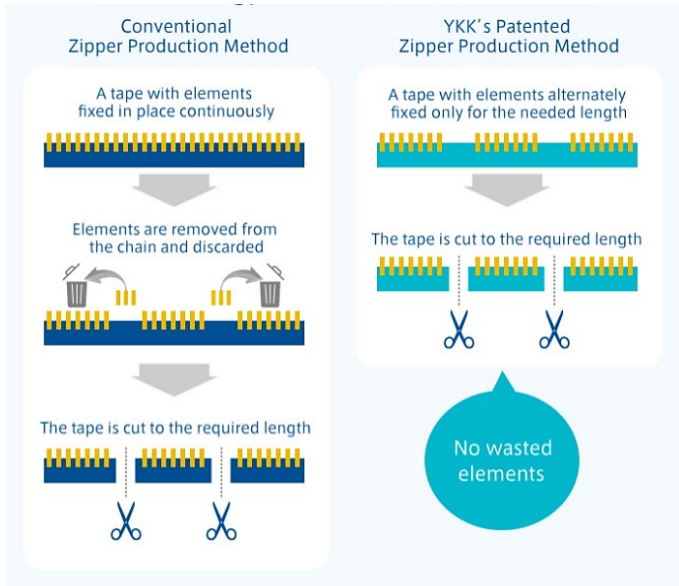 Conventional
Zipper Production Method
A tape with elements
fixed in place continuously
Elements are removed from
the chain and discarded
The tape is cut to the required length
YKK's Patented
Zipper Production Method
A tape with elements alternately
fixed only for the needed length
The tape is cut to the required length
No wasted
elements